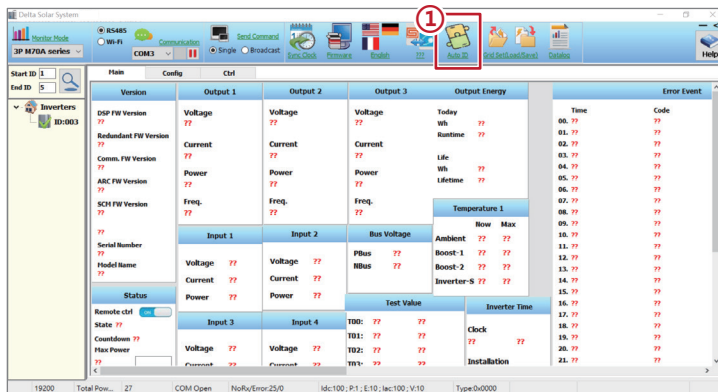 Delta Solar System
1
Monitor Mode
3P M70A series
RS485
Wi-Fi
Communication
COM3
Send Command
Single
Broadcast
Sync Clock
Firmware
English
???
Auto ID
Grid Set(Load/Save)
Datalog
Help
Start ID 1
End ID 5
Inverters
ID:003
Main Config Ctrl
Version
DSP FW Version
??
Redundant FW Version
??
Comm. FW Version
??
ARC FW Version
??
SCM FW Version
??
??
Serial Number
??
Model Name
??
Status
Remote ctrl ON
State ??
Countdown ??
Max Power
??
Output 1
Voltage
??
Current
??
Power
??
Freq.
??
Output 2
Voltage
??
Current
??
Power
??
Freq.
??
Output 3
Voltage
??
Current
??
Power
??
Freq.
??
Output Energy
Today
Wh ??
Runtime ??
Life
Wh ??
Lifetime ??
Input 1
Voltage ??
Current ??
Power ??
Input 2
Voltage ??
Current ??
Power ??
Bus Voltage
PBus ??
NBus ??
Temperature 1
Now Max
Ambient ?? ??
Boost-1 ?? ??
Boost-2 ?? ??
Inverter-S ?? ??
Input 3
Voltage ??
Current ??
Input 4
Voltage ??
Current ??
Test Value
T00: ?? ??
T01: ?? ??
T02: ?? ??
T03: ?? ??
Inverter Time
Clock
?? ??
Installation
Error Event
Time Code
00. ?? ??
01. ?? ??
02. ?? ??
03. ?? ??
04. ?? ??
05. ?? ??
06. ?? ??
07. ?? ??
08. ?? ??
09. ?? ??
10. ?? ??
11. ?? ??
12. ?? ??
13. ?? ??
14. ?? ??
15. ?? ??
16. ?? ??
17. ?? ??
18. ?? ??
19. ?? ??
20. ?? ??
21. ?? ??
19200 Total Pow... 27 COM Open NoRx/Error:25/0 Idc:100 ; P:1 ; E:10 ; Iac:100 ; V:10 Type:0x0000